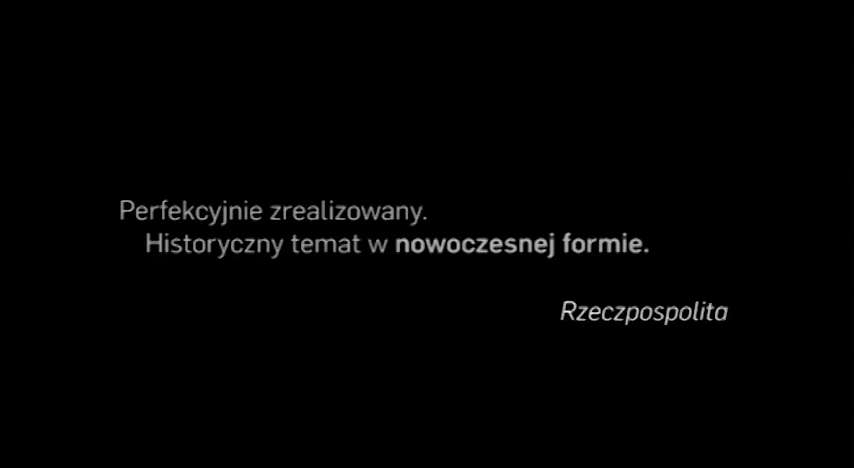 Perfekcyjnie zrealizowany.
Historyczny temat w nowoczesnej formie.
Rzeczpospolita